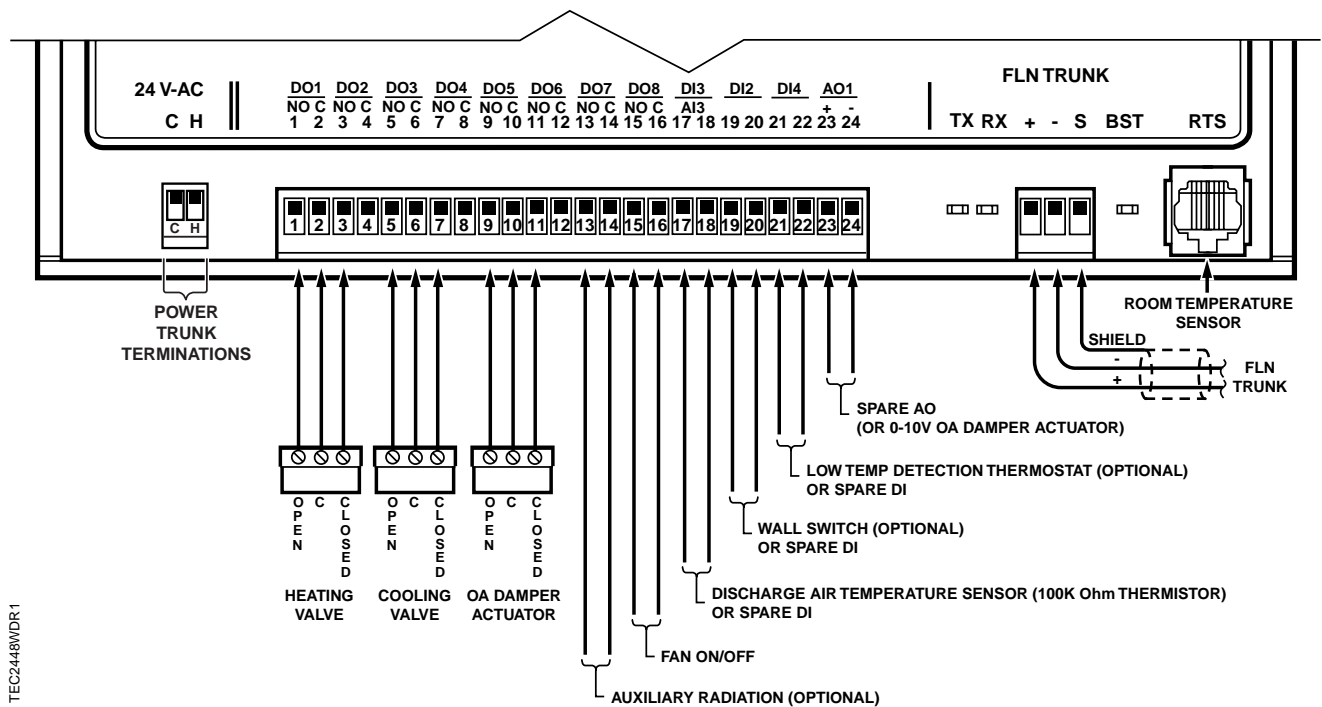 24 V-AC
C H
DO1 DO2 DO3 DO4 DO5 DO6 DO7 DO8 DI3 DI2 DI4 AO1
NO C NO C NO C NO C NO C NO C NO C NO C AI3 + -
1 2 3 4 5 6 7 8 9 10 11 12 13 14 15 16 17 18 19 20 21 22 23 24
FLN TRUNK
TX RX + - S BST RTS
C H
1 2 3 4 5 6 7 8 9 10 11 12 13 14 15 16 17 18 19 20 21 22 23 24
POWER
TRUNK
TERMINATIONS
ROOM TEMPERATURE
SENSOR
SHIELD
-
+
FLN
TRUNK
SPARE AO
(OR 0-10V OA DAMPER ACTUATOR)
LOW TEMP DETECTION THERMOSTAT (OPTIONAL)
OR SPARE DI
WALL SWITCH (OPTIONAL)
OR SPARE DI
DISCHARGE AIR TEMPERATURE SENSOR (100K Ohm THERMISTOR)
OR SPARE DI
FAN ON/OFF
AUXILIARY RADIATION (OPTIONAL)
OPEN C CLOSED
HEATING
VALVE
OPEN C CLOSED
COOLING
VALVE
OPEN C CLOSED
OA DAMPER
ACTUATOR
TEC2448WDR1